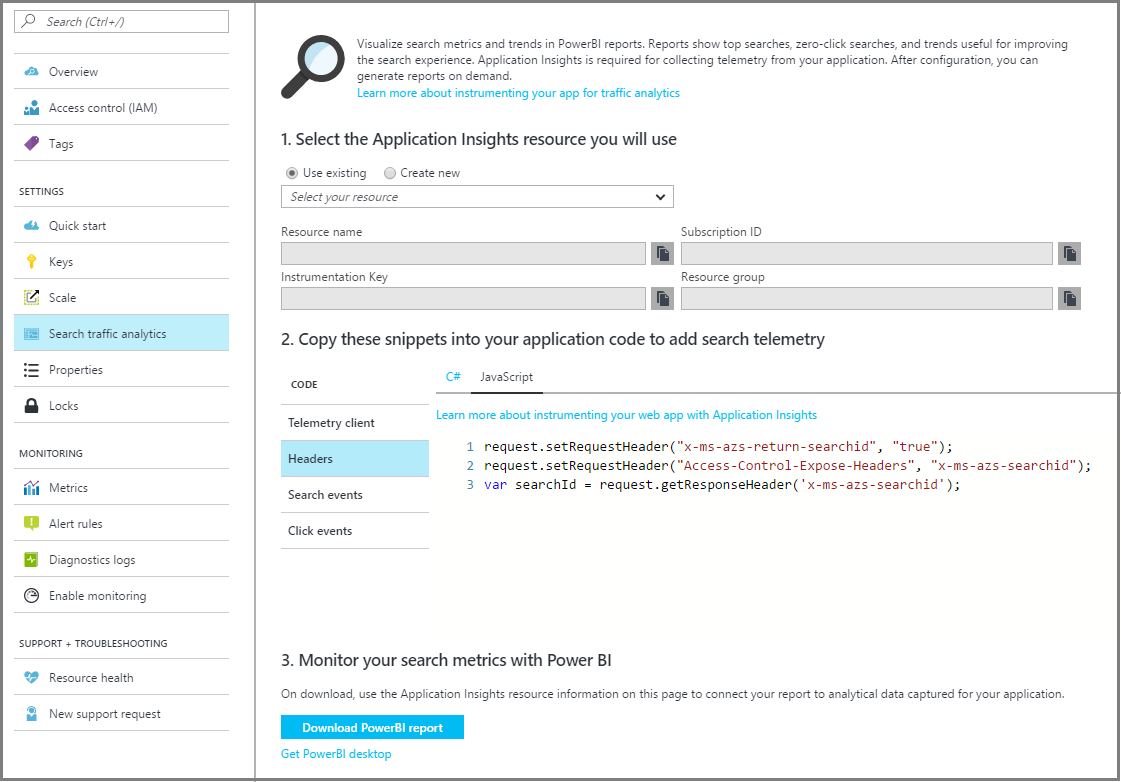 Search (Ctrl+/)
Overview
Access control (IAM)
Tags
SETTINGS
Quick start
Keys
Scale
Search traffic analytics
Properties
Locks
MONITORING
Metrics
Alert rules
Diagnostics logs
Enable monitoring
SUPPORT + TROUBLESHOOTING
Resource health
New support request
Visualize search metrics and trends in PowerBI reports. Reports show top searches, zero-click searches, and trends useful for improving
the search experience. Application Insights is required for collecting telemetry from your application. After configuration, you can
generate reports on demand.
Learn more about instrumenting your app for traffic analytics
1. Select the Application Insights resource you will use
Use existing Create new
Select your resource
Resource name Subscription ID
Instrumentation Key Resource group
2. Copy these snippets into your application code to add search telemetry
CODE
Telemetry client
Headers
Search events
Click events
C# JavaScript
Learn more about instrumenting your web app with Application Insights
1 request.setRequestHeader("x-ms-azs-return-searchid", "true");
2 request.setRequestHeader("Access-Control-Expose-Headers", "x-ms-azs-searchid");
3 var searchId = request.getResponseHeader('x-ms-azs-searchid');
3. Monitor your search metrics with Power BI
On download, use the Application Insights resource information on this page to connect your report to analytical data captured for your application.
Download PowerBI report
Get PowerBI desktop